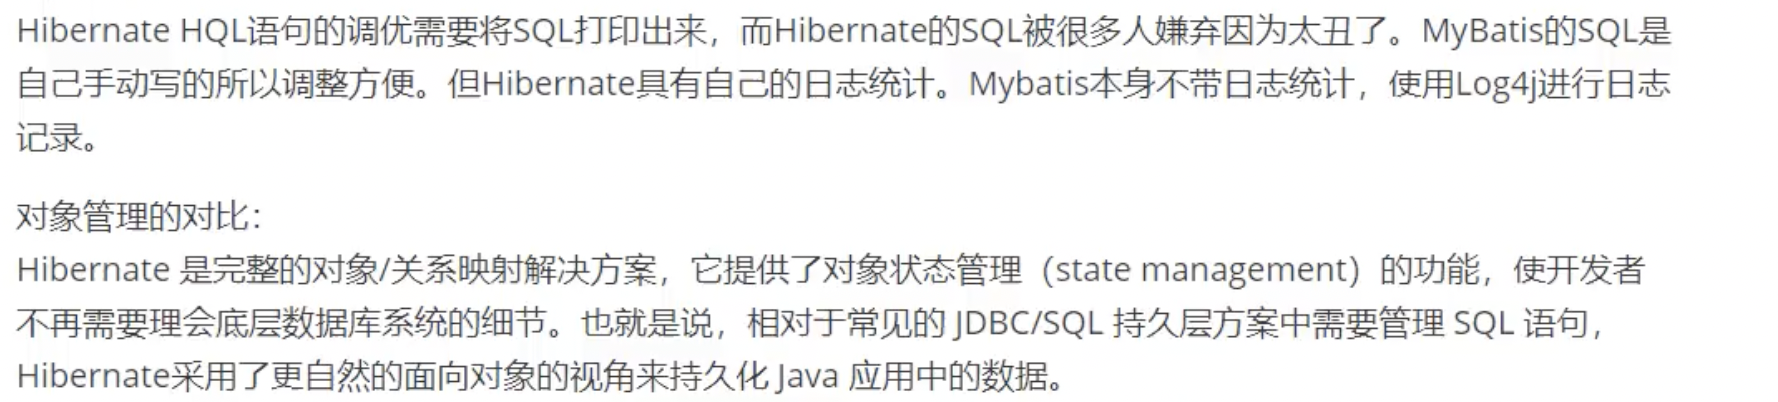 Hibernate HQL语句的调优需要将SQL打印出来，而Hibernate的SQL被很多人嫌弃因为太丑了。MyBatis的SQL是
自己手动写的所以调整方便。但Hibernate具有自己的日志统计。Mybatis本身不带日志统计，使用Log4j进行日志
记录。
对象管理的对比：
Hibernate 是完整的对象/关系映射解决方案，它提供了对象状态管理（state management）的功能，使开发者
不再需要理会底层数据库系统的细节。也就是说，相对于常见的 JDBC/SQL 持久层方案中需要管理 SQL 语句，
Hibernate采用了更自然的面向对象的视角来持久化 Java 应用中的数据。